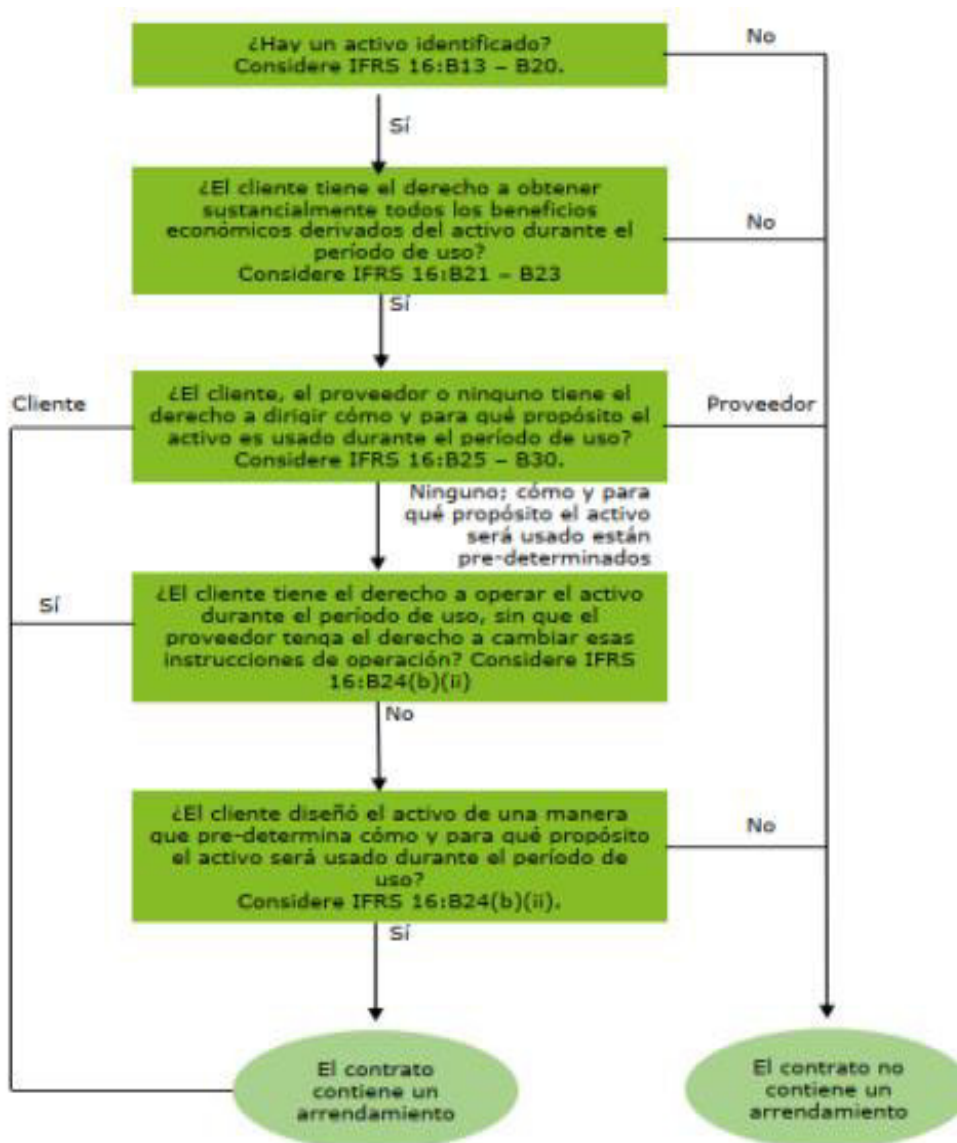 ¿Hay un activo identificado?
Considere IFRS 16:B13 – B20.
No
Sí
¿El cliente tiene el derecho a obtener
sustancialmente todos los beneficios
económicos derivados del activo durante el
período de uso?
Considere IFRS 16:B21 – B23
No
Sí
Cliente
¿El cliente, el proveedor o ninguno tiene el
derecho a dirigir cómo y para qué propósito el
activo es usado durante el período de uso?
Considere IFRS 16:B25 – B30.
Proveedor
Ninguno; cómo y para
qué propósito el activo
será usado están
pre-determinados
Sí
¿El cliente tiene el derecho a operar el activo
durante el período de uso, sin que el
proveedor tenga el derecho a cambiar esas
instrucciones de operación? Considere IFRS
16:B24(b)(ii)
No
¿El cliente diseñó el activo de una manera
que pre-determina cómo y para qué propósito
el activo será usado durante el período de
uso?
Considere IFRS 16:B24(b)(ii).
No
Sí
El contrato
contiene un
arrendamiento
El contrato no
contiene un
arrendamiento